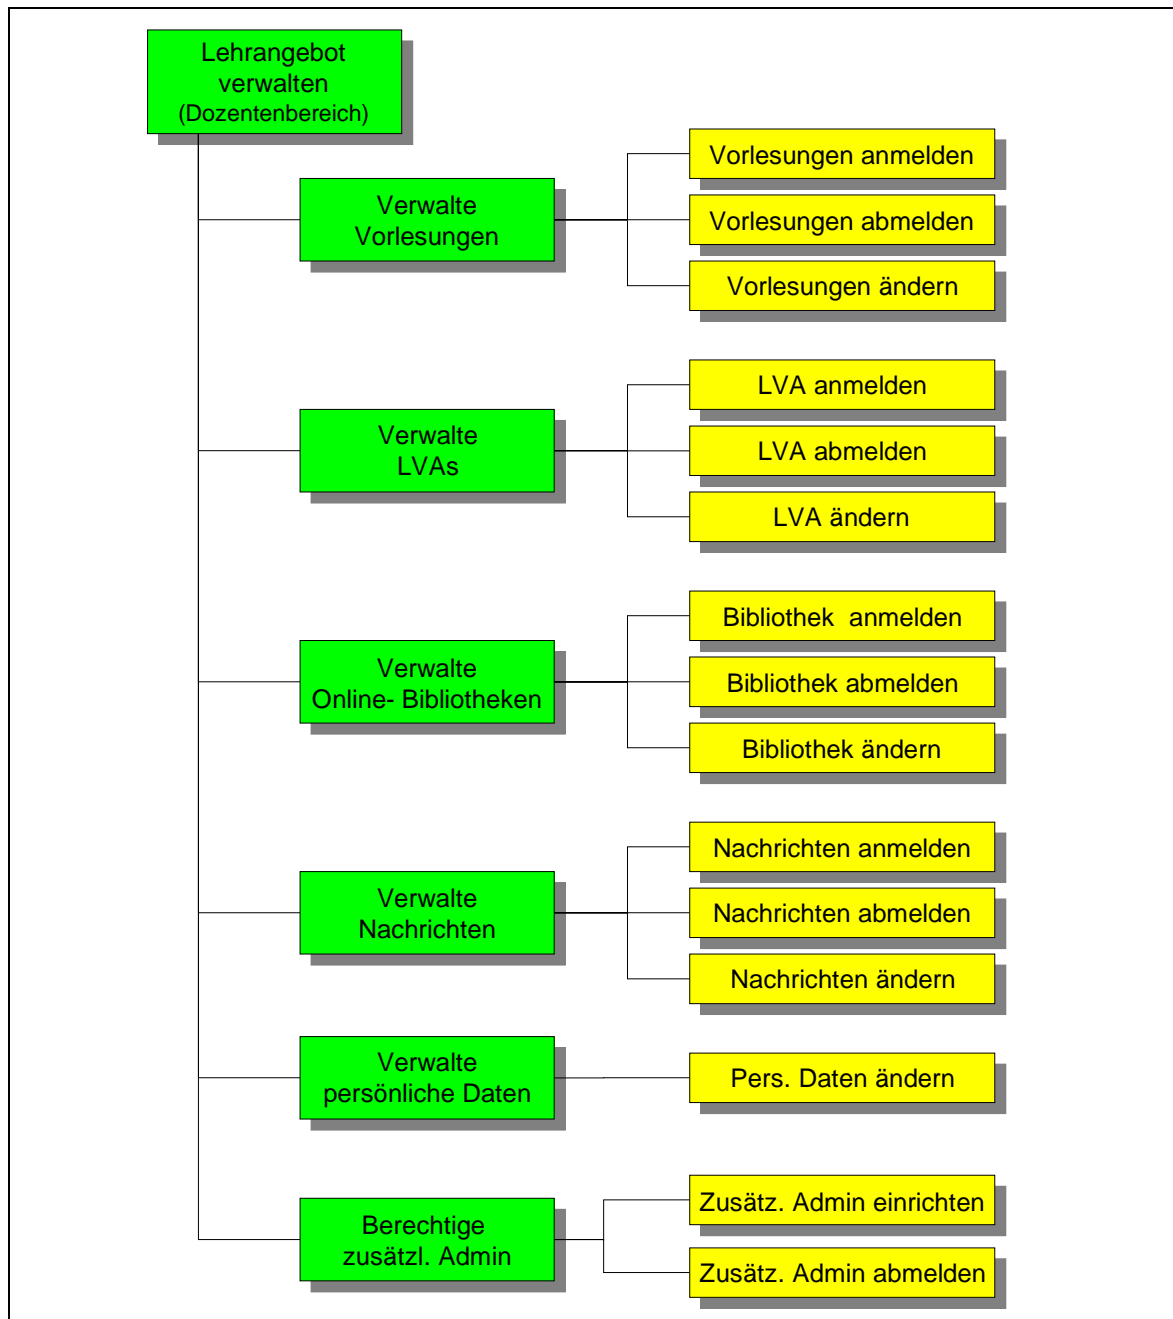 Lehrangebot
verwalten
(Dozentenbereich)
Verwalte
Vorlesungen
Vorlesungen anmelden
Vorlesungen abmelden
Vorlesungen ändern
Verwalte
LVAs
LVA anmelden
LVA abmelden
LVA ändern
Verwalte
Online- Bibliotheken
Bibliothek  anmelden
Bibliothek abmelden
Bibliothek ändern
Verwalte
Nachrichten
Nachrichten anmelden
Nachrichten abmelden
Nachrichten ändern
Verwalte
persönliche Daten
Pers. Daten ändern
Berechtige
zusätzl. Admin
Zusätz. Admin einrichten
Zusätz. Admin abmelden